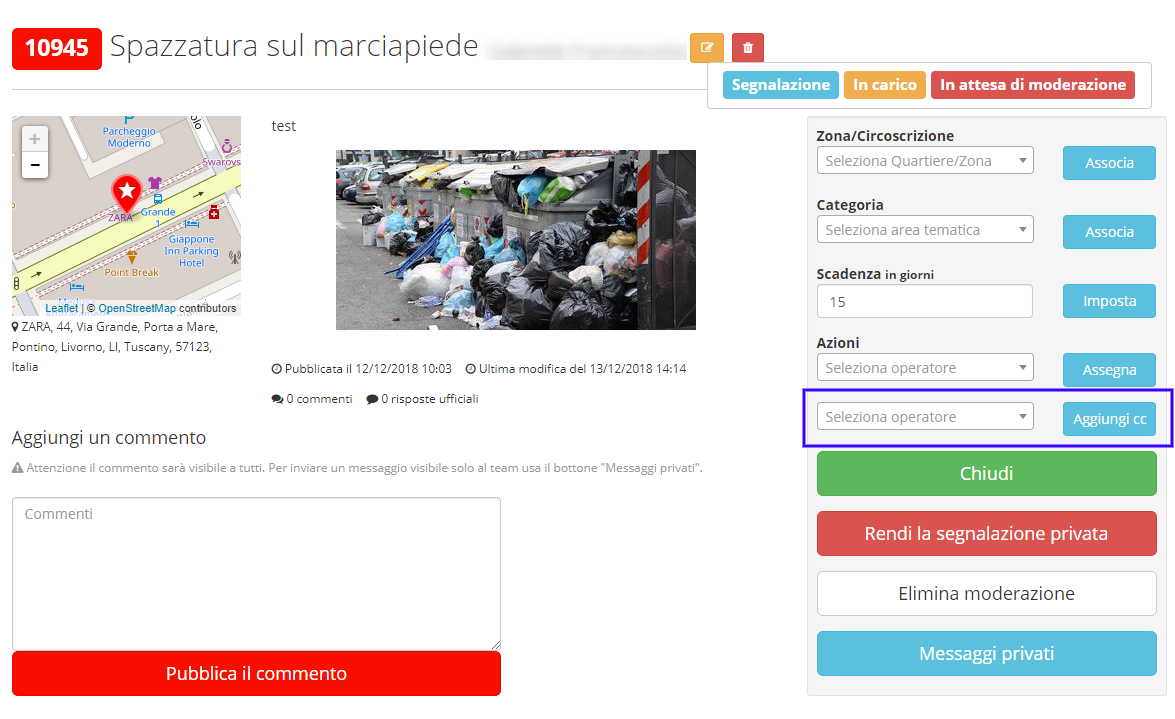 10945 Spazzatura sul marciapiede
Segnalazione In carico In attesa di moderazione
+
−
Parcheggio
Moderno
Swarovs
ZARA
Grande
1
Giappone
Inn Parking
Hotel
Point Break
Leaflet | © OpenStreetMap contributors
ZARA, 44, Via Grande, Porta a Mare,
Pontino, Livorno, LI, Tuscany, 57123,
Italia
test
Pubblicata il 12/12/2018 10:03 Ultima modifica del 13/12/2018 14:14
0 commenti 0 risposte ufficiali
Aggiungi un commento
Attenzione il commento sarà visibile a tutti. Per inviare un messaggio visibile solo al team usa il bottone "Messaggi privati".
Commenti
Pubblica il commento
Zona/Circoscrizione
Seleziona Quartiere/Zona Associa
Categoria
Seleziona area tematica Associa
Scadenza in giorni
15 Imposta
Azioni
Seleziona operatore Assegna
Seleziona operatore Aggiungi cc
Chiudi
Rendi la segnalazione privata
Elimina moderazione
Messaggi privati